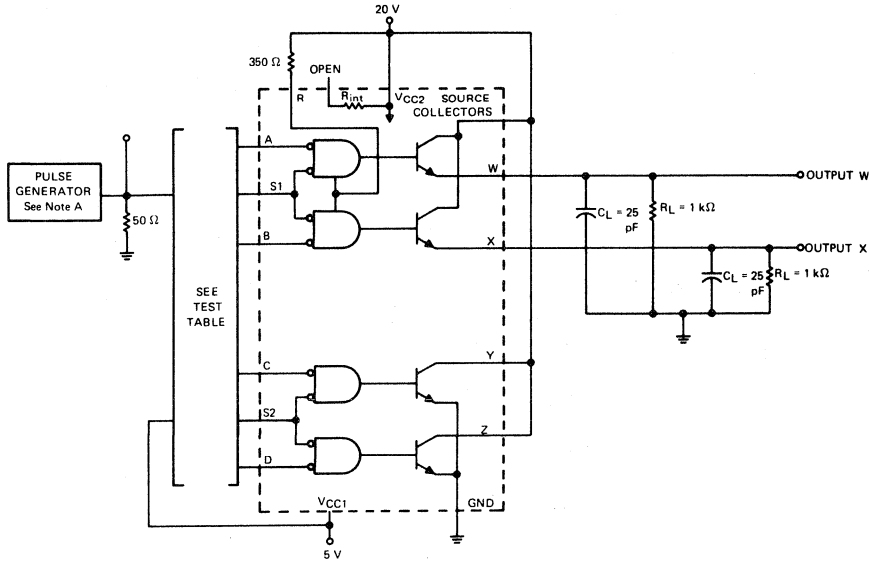 20 V
350 Ω
OPEN
R
Rint
VCC2 SOURCE
COLLECTORS
A
W
OUTPUT W
PULSE
GENERATOR
See Note A
S1
50 Ω
CL = 25
pF
RL = 1 kΩ
B
X
OUTPUT X
CL = 25
pF
RL = 1 kΩ
SEE
TEST
TABLE
C
Y
S2
Z
D
VCC1
GND
5 V